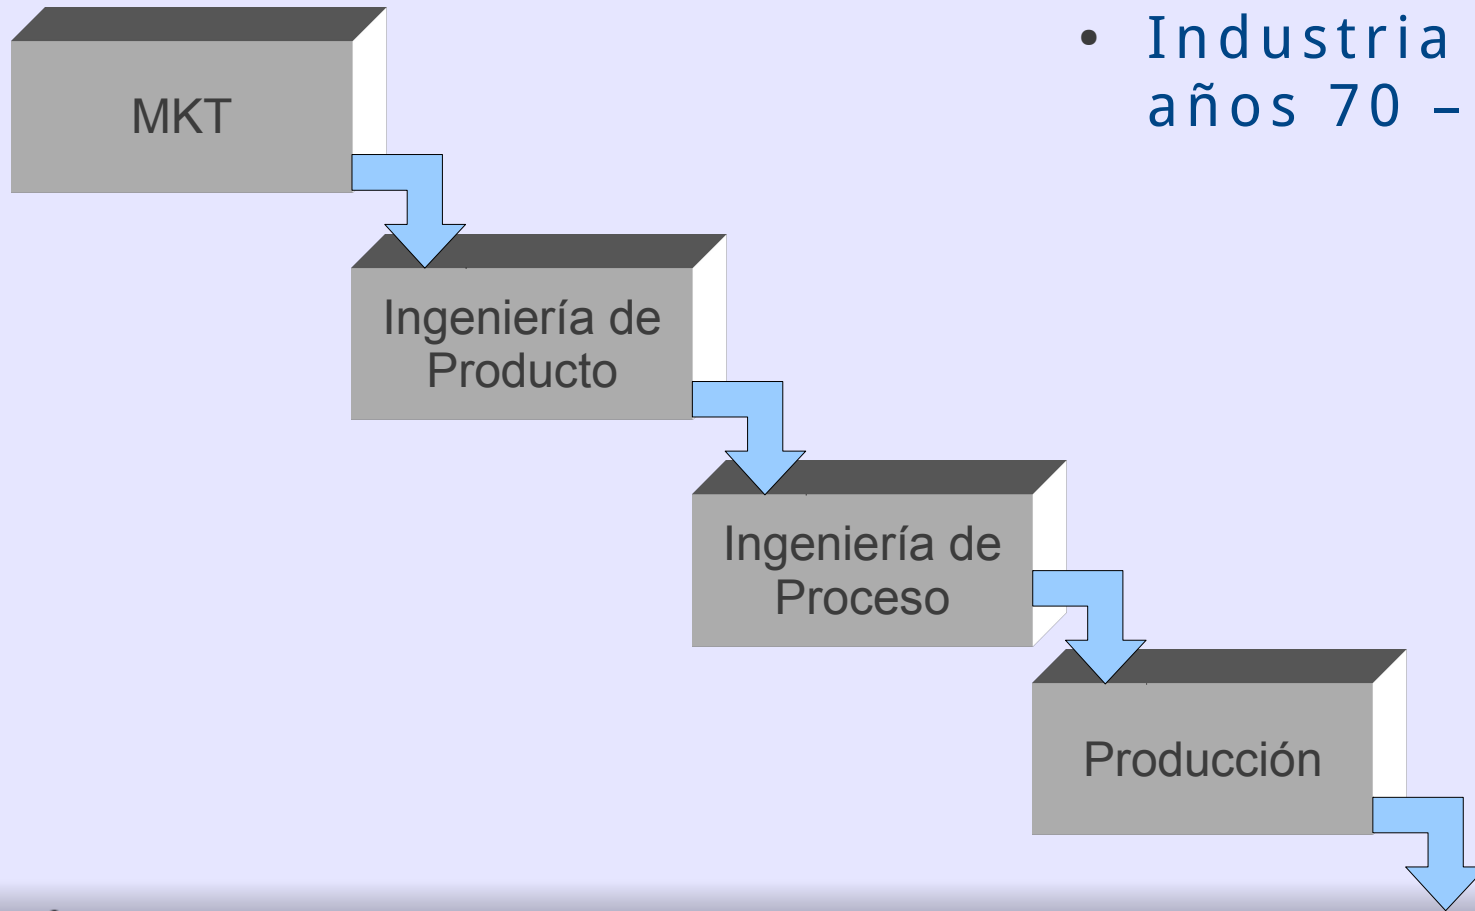 • Industria
años 70 –
MKT
Ingeniería de
Producto
Ingeniería de
Proceso
Producción